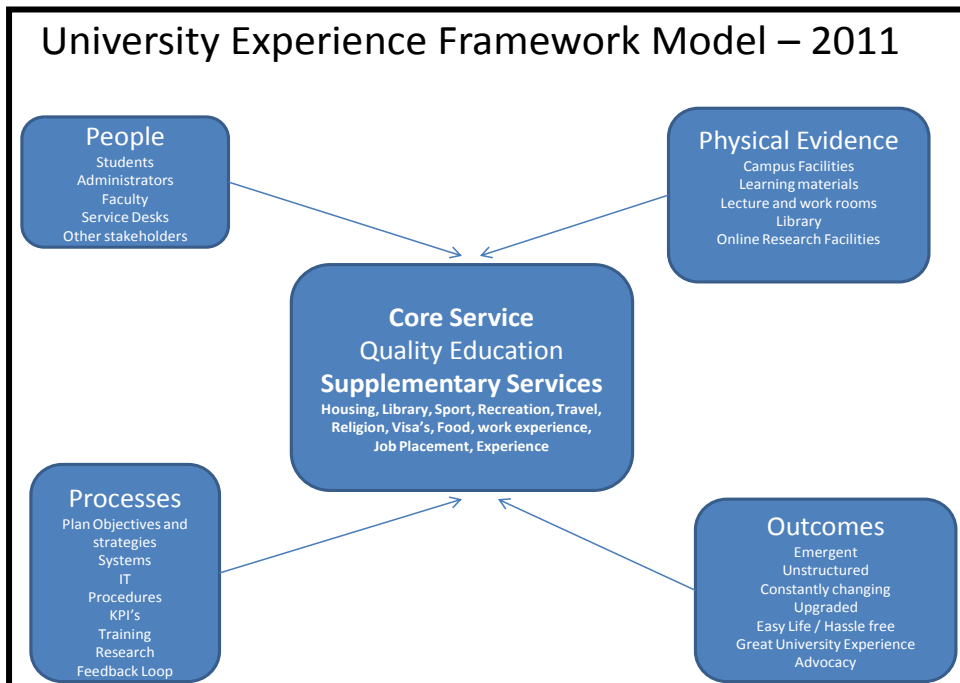 University Experience Framework Model – 2011
People
Students
Administrators
Faculty
Service Desks
Other stakeholders
Physical Evidence
Campus Facilities
Learning materials
Lecture and work rooms
Library
Online Research Facilities
Core Service
Quality Education
Supplementary Services
Housing, Library, Sport, Recreation, Travel,
Religion, Visa's, Food, work experience,
Job Placement, Experience
Processes
Plan Objectives and
strategies
Systems
IT
Procedures
KPI's
Training
Research
Feedback Loop
Outcomes
Emergent
Unstructured
Constantly changing
Upgraded
Easy Life / Hassle free
Great University Experience
Advocacy